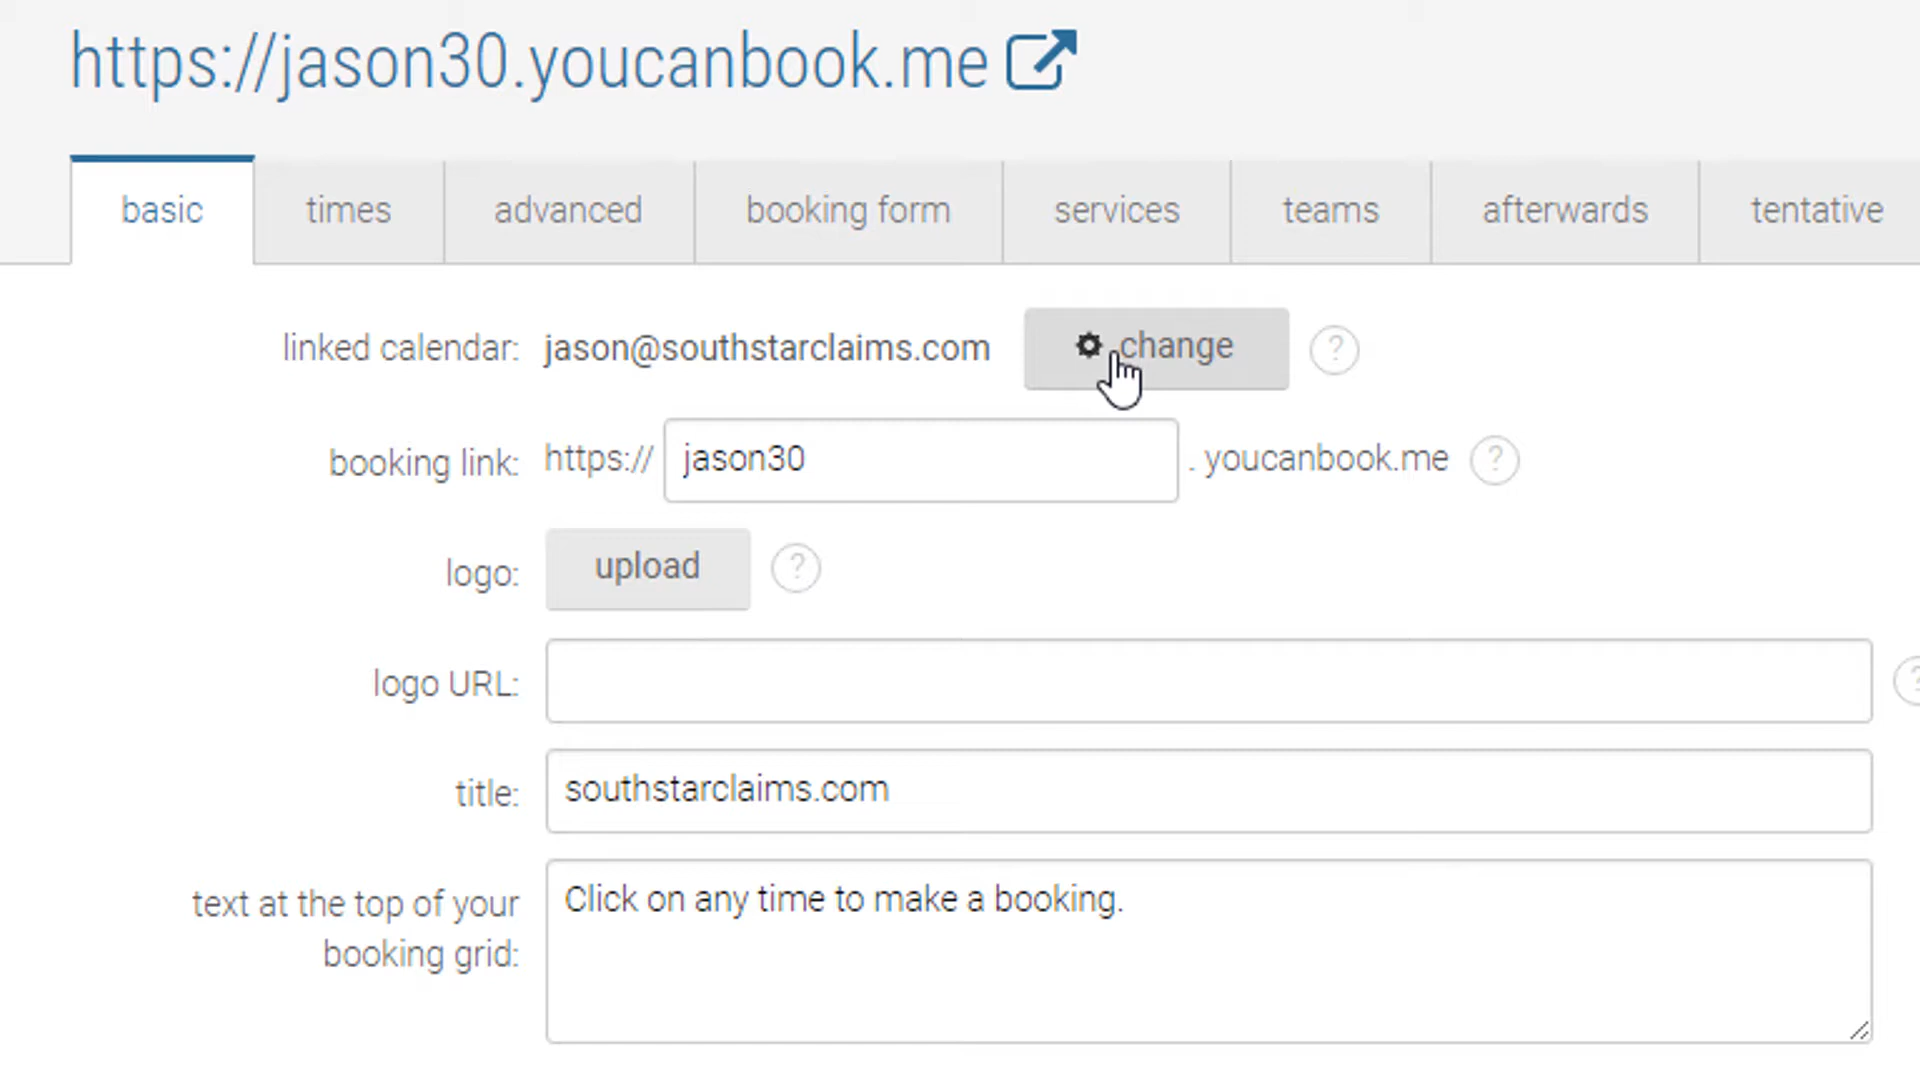 https://jason30.youcanbook.me
basic times advanced booking form services teams afterwards tentative
linked calendar: jason@southstarclaims.com change ?
booking link: https:// jason30 . youcanbook.me ?
logo: upload ?
logo URL: ?
title: southstarclaims.com
text at the top of your
booking grid:
Click on any time to make a booking.